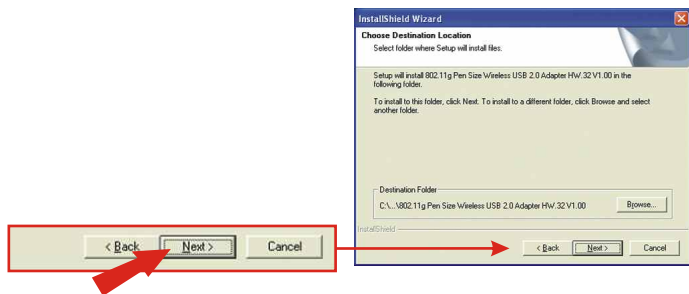 InstallShield Wizard
Choose Destination Location
Select folder where Setup will install files.
Setup will install 802.11g Pen Size Wireless USB 2.0 Adapter HW.32 V1.00 in the
following folder.
To install to this folder, click Next. To install to a different folder, click Browse and select
another folder.
Destination Folder
C:\...\802.11g Pen Size Wireless USB 2.0 Adapter HW.32 V1.00
Browse...
InstallShield
< Back Next > Cancel
< Back Next > Cancel